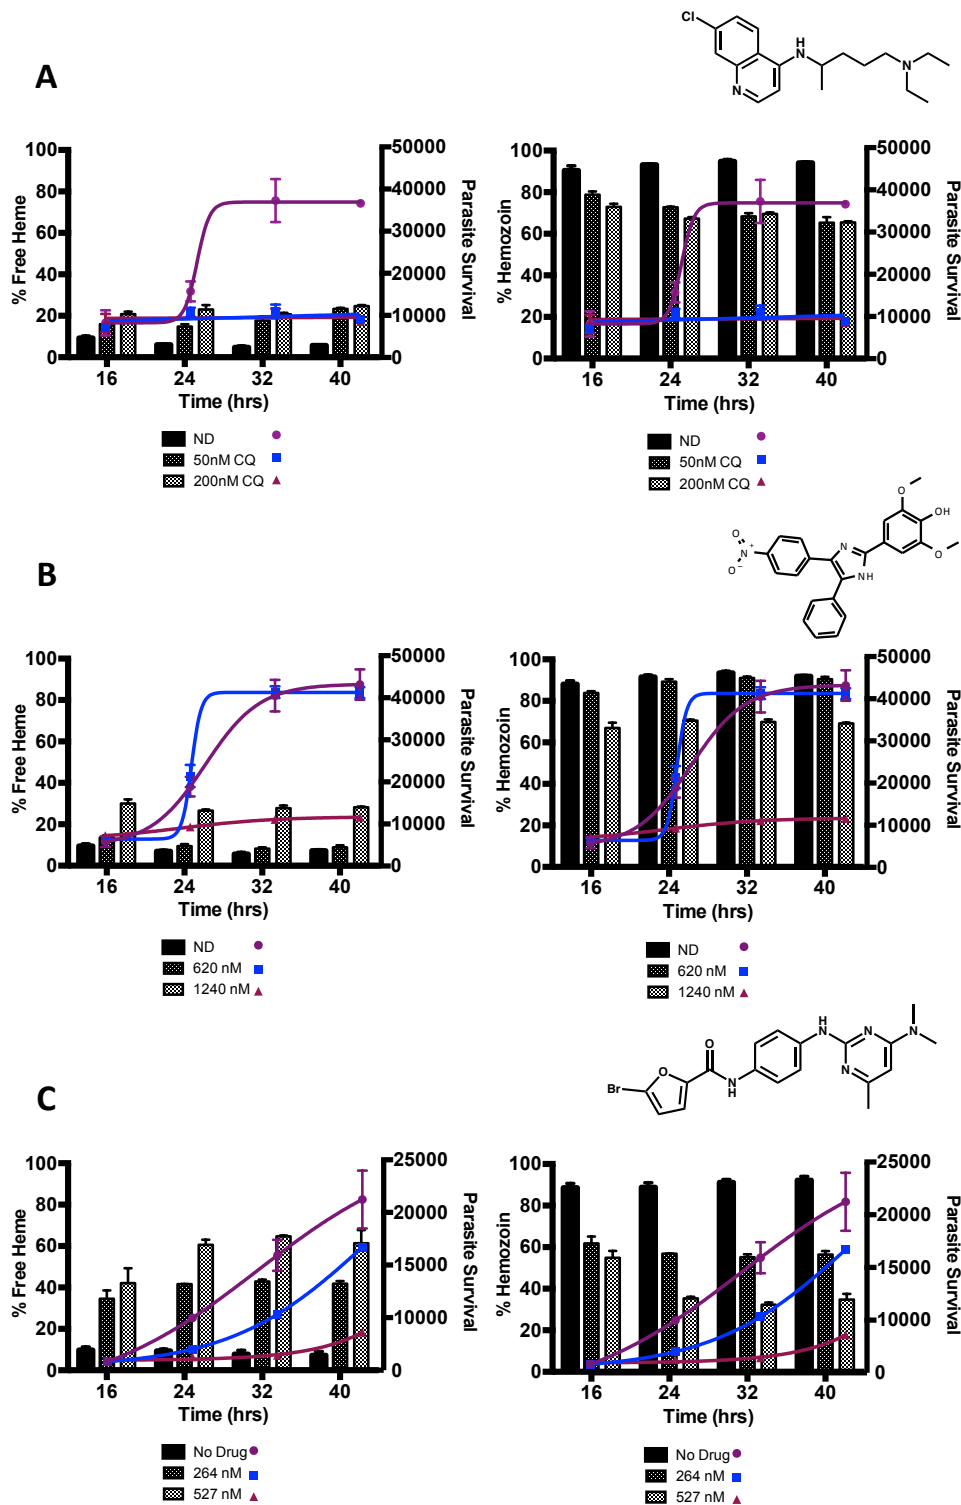 Cl
H
N
N
N
A
100
80
60
40
20
0
% Free Heme
50000
40000
30000
20000
10000
0
Parasite Survival
16 24 32 40
Time (hrs)
ND
50nM CQ
200nM CQ
100
80
60
40
20
0
% Hemozoin
50000
40000
30000
20000
10000
0
Parasite Survival
16 24 32 40
Time (hrs)
ND
50nM CQ
200nM CQ
O
OH
O
O
N+
O-
N
NH
B
100
80
60
40
20
0
% Free Heme
50000
40000
30000
20000
10000
0
Parasite Survival
16 24 32 40
Time (hrs)
ND
620 nM
1240 nM
100
80
60
40
20
0
% Hemozoin
50000
40000
30000
20000
10000
0
Parasite Survival
16 24 32 40
Time (hrs)
ND
620 nM
1240 nM
H
N
N
N
N
O
O
N
H
Br
C
100
80
60
40
20
0
% Free Heme
25000
20000
15000
10000
10000
0
Parasite Survival
16 24 32 40
Time (hrs)
No Drug
264 nM
527 nM
100
80
60
40
20
0
% Hemozoin
25000
20000
15000
10000
5000
0
Parasite Survival
16 24 32 40
Time (hrs)
No Drug
264 nM
527 nM